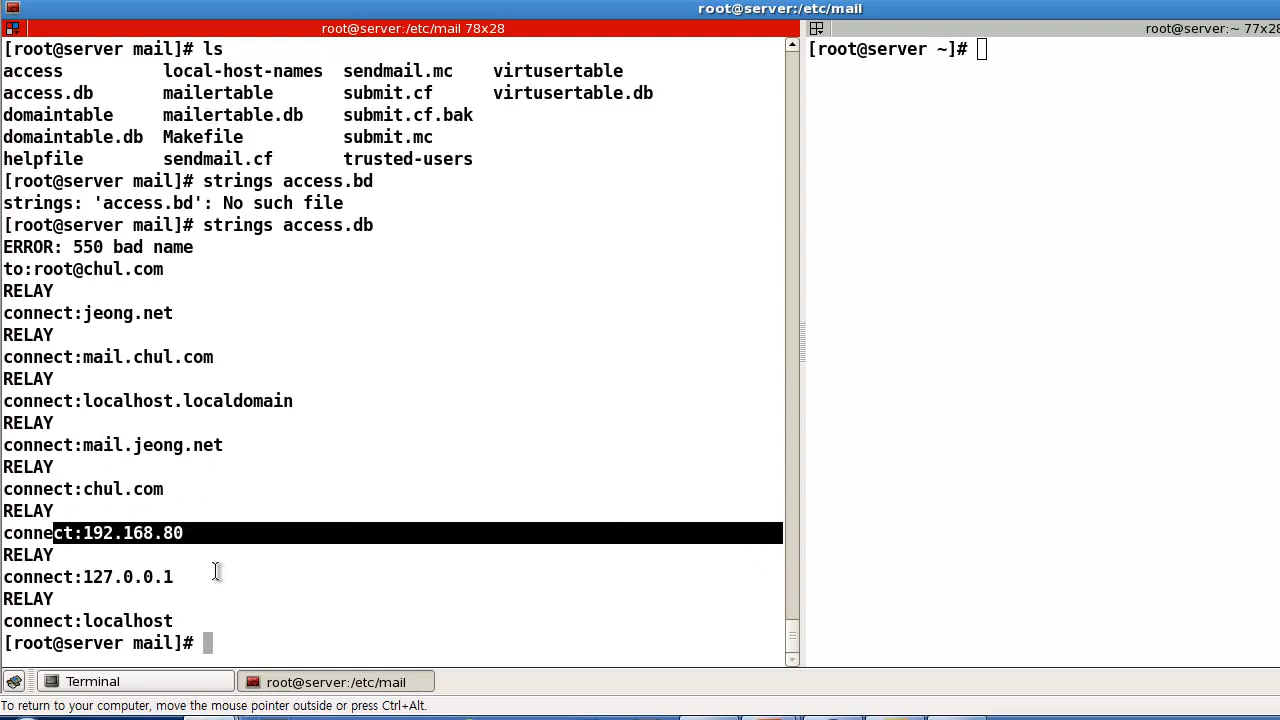 root@server:/etc/mail
root@server:/etc/mail 78x28
[root@server mail]# ls
access local-host-names sendmail.mc virtusertable
access.db mailertable submit.cf virtusertable.db
domaintable mailertable.db submit.cf.bak
domaintable.db Makefile submit.mc
helpfile sendmail.cf trusted-users
[root@server mail]# strings access.bd
strings: 'access.bd': No such file
[root@server mail]# strings access.db
ERROR: 550 bad name
to:root@chul.com
RELAY
connect:jeong.net
RELAY
connect:mail.chul.com
RELAY
connect:localhost.localdomain
RELAY
connect:mail.jeong.net
RELAY
connect:chul.com
RELAY
connect:192.168.80
RELAY
connect:127.0.0.1
RELAY
connect:localhost
[root@server mail]#
root@server:~ 77x28
[root@server ~]#
Terminal
root@server:/etc/mail
To return to your computer, move the mouse pointer outside or press Ctrl+Alt.